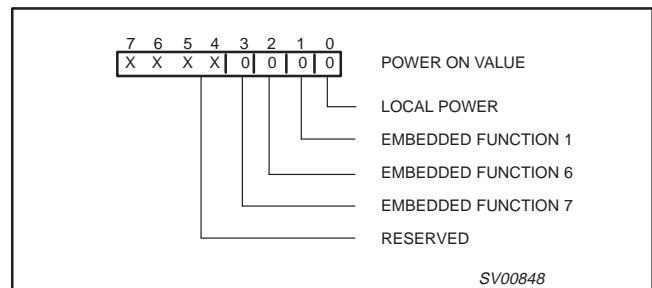 7 6 5 4 3 2 1 0
X X X X 0 0 0 0 POWER ON VALUE
LOCAL POWER
EMBEDDED FUNCTION 1
EMBEDDED FUNCTION 6
EMBEDDED FUNCTION 7
RESERVED
SV00848